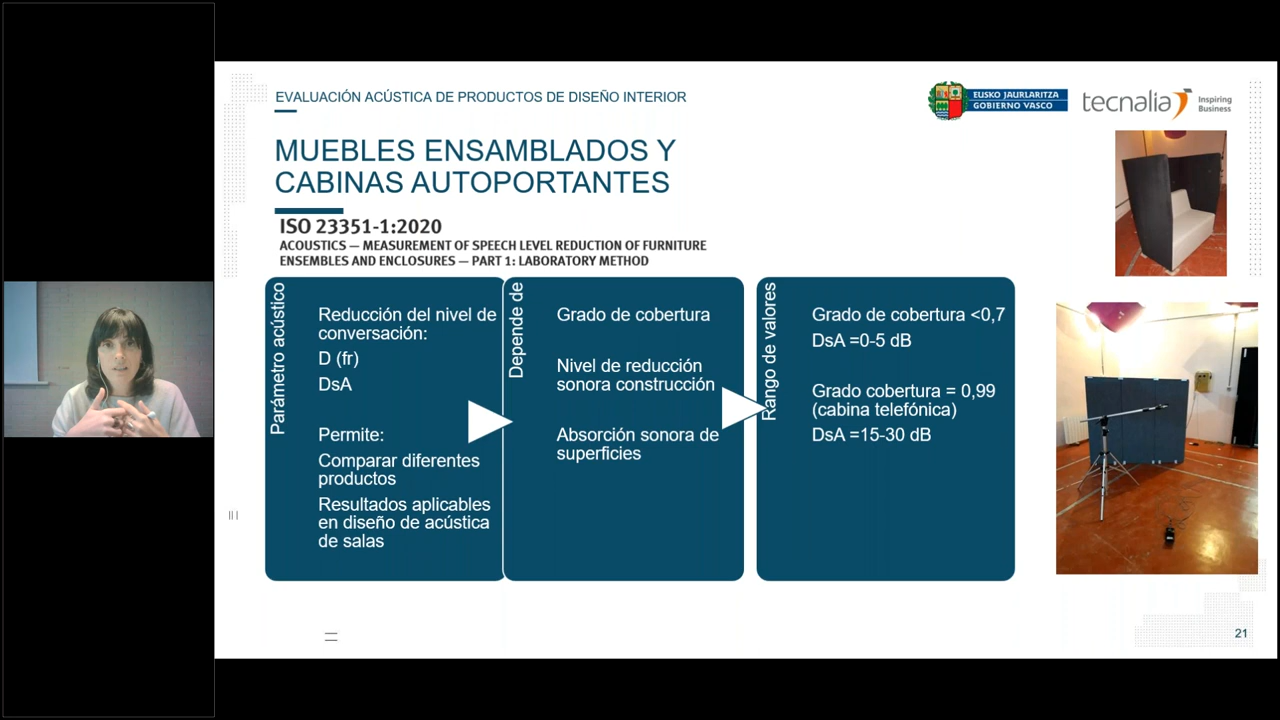 EVALUACIÓN ACÚSTICA DE PRODUCTOS DE DISEÑO INTERIOR
EUSKO JAURLARITZA
GOBIERNO VASCO
tecnalia
Inspiring
Business
MUEBLES ENSAMBLADOS Y
CABINAS AUTOPORTANTES
ISO 23351-1:2020
ACOUSTICS — MEASUREMENT OF SPEECH LEVEL REDUCTION OF FURNITURE
ENSEMBLES AND ENCLOSURES — PART 1: LABORATORY METHOD
Parámetro acústico
Reducción del nivel de
conversación:
D (fr)
DsA
Permite:
Comparar diferentes
productos
Resultados aplicables
en diseño de acústica
de salas
Depende de
Grado de cobertura
Nivel de reducción
sonora construcción
Absorción sonora de
superficies
Rango de valores
Grado de cobertura <0,7
DsA =0-5 dB
Grado cobertura = 0,99
(cabina telefónica)
DsA =15-30 dB
21